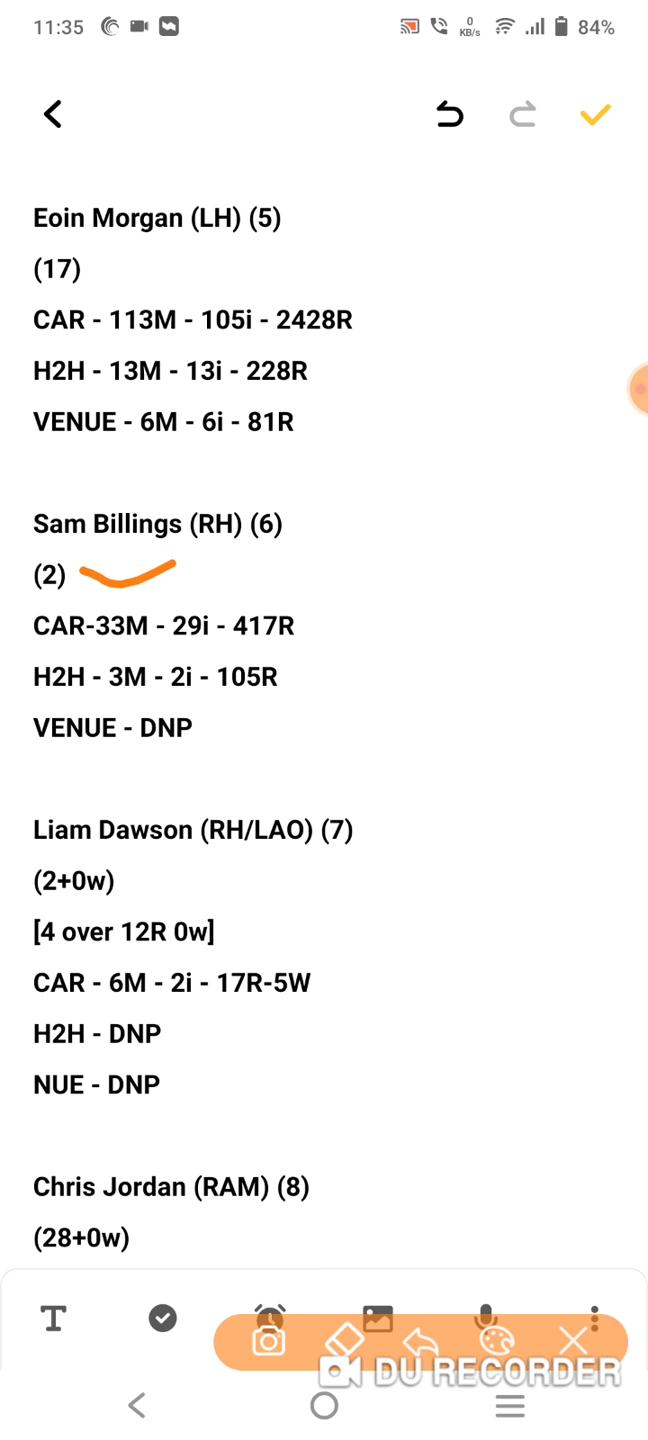 11:35
0
KB/s
84%
Eoin Morgan (LH) (5)
(17)
CAR - 113M - 105i - 2428R
H2H - 13M - 13i - 228R
VENUE - 6M - 6i - 81R
Sam Billings (RH) (6)
(2)
CAR-33M - 29i - 417R
H2H - 3M - 2i - 105R
VENUE - DNP
Liam Dawson (RH/LAO) (7)
(2+0w)
[4 over 12R 0w]
CAR - 6M - 2i - 17R-5W
H2H - DNP
NUE - DNP
Chris Jordan (RAM) (8)
(28+0w)
T
DU RECORDER